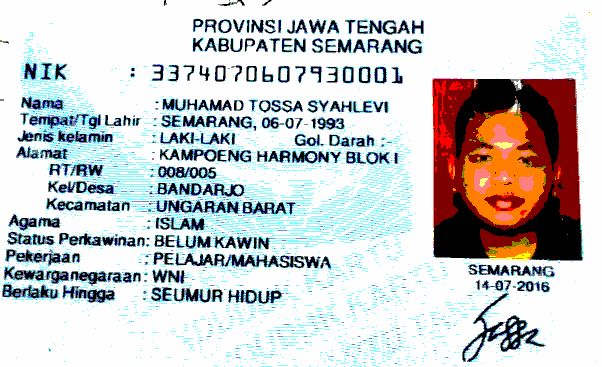 PROVINSI JAWA TENGAH
KABUPATEN SEMARANG
NIK : 3374070607930001
Nama : MUHAMAD TOSSA SYAHLEVI
Tempat/Tgl Lahir : SEMARANG, 06-07-1993
Jenis kelamin : LAKI-LAKI Gol. Darah :-
Alamat : KAMPOENG HARMONY BLOK I
RT/RW : 008/005
Kel/Desa : BANDARJO
Kecamatan : UNGARAN BARAT
Agama : ISLAM
Status Perkawinan: BELUM KAWIN
Pekerjaan : PELAJAR/MAHASISWA
Kewarganegaraan: WNI
Berlaku Hingga : SEUMUR HIDUP
SEMARANG
14-07-2016